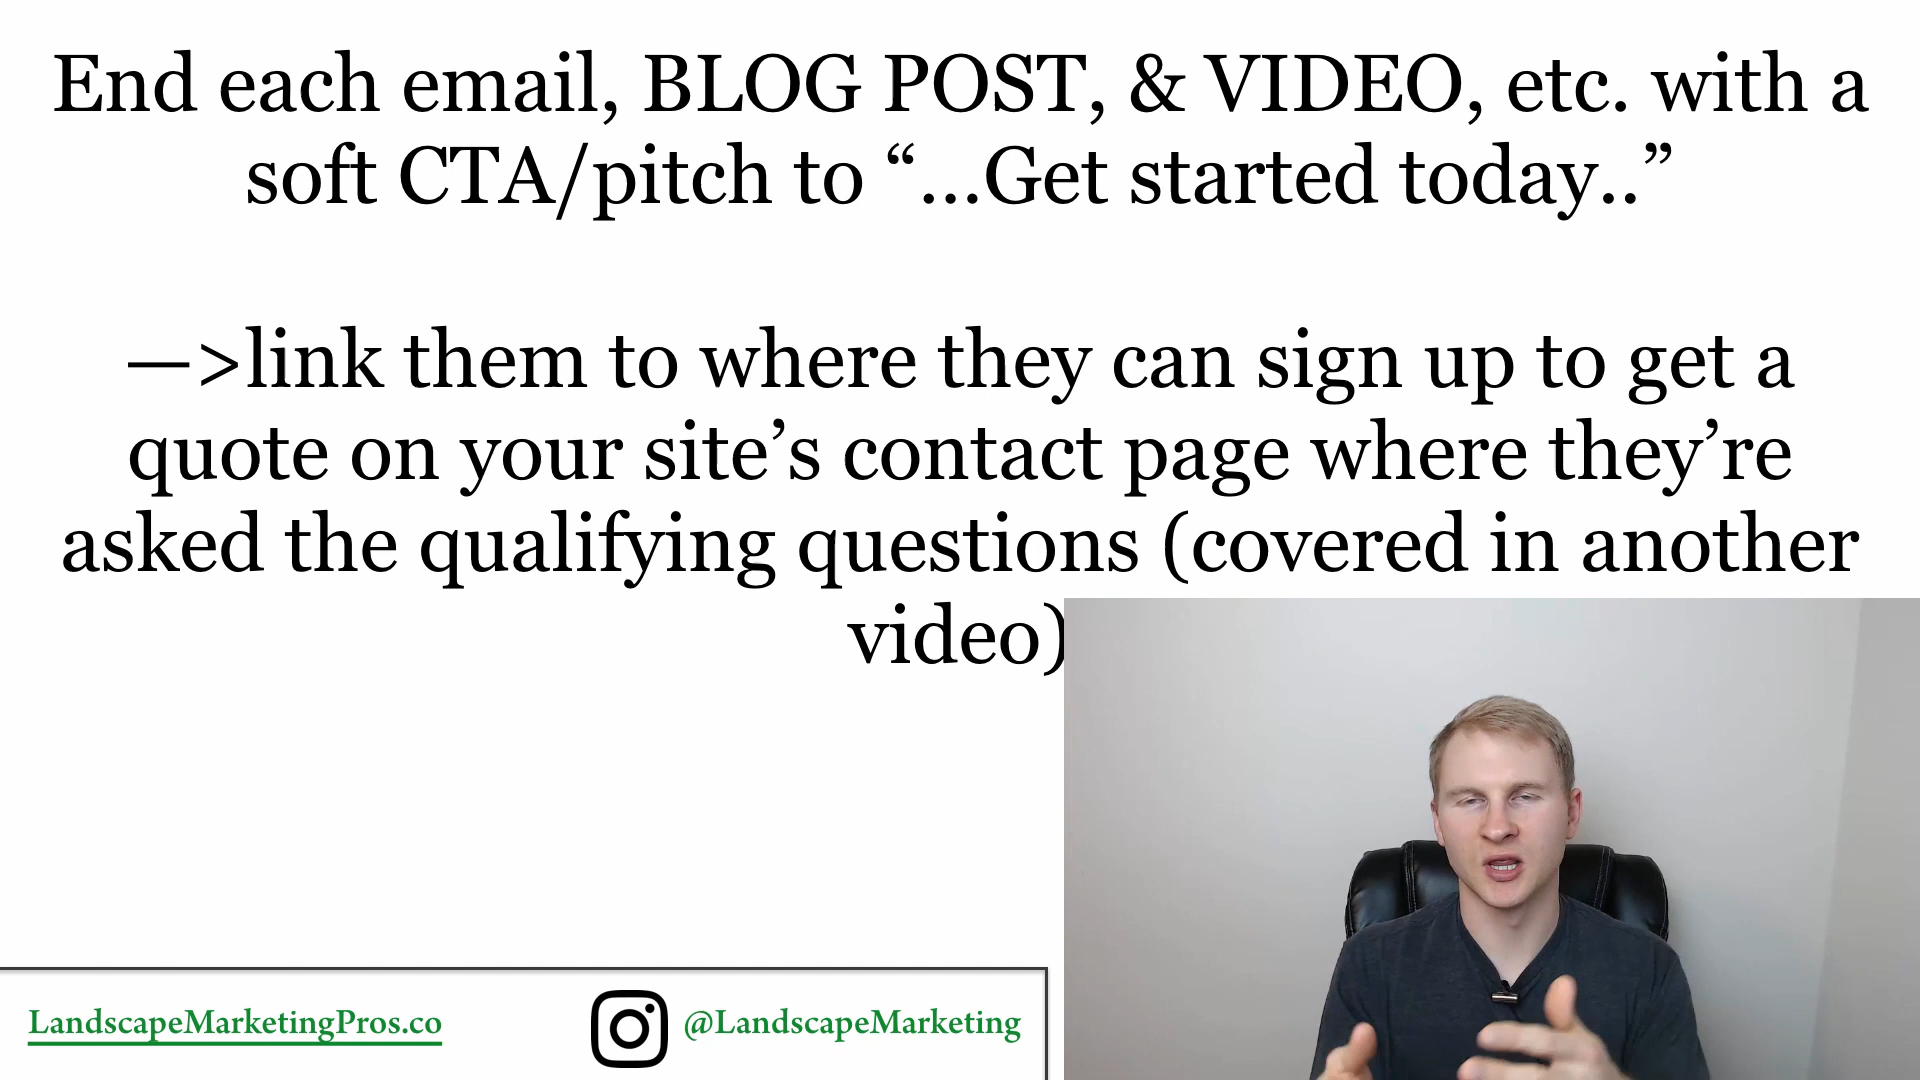 End each email, BLOG POST, & VIDEO, etc. with a
soft CTA/pitch to “...Get started today..”
—>link them to where they can sign up to get a
quote on your site’s contact page where they’re
asked the qualifying questions (covered in another
video)
LandscapeMarketingPros.co
@LandscapeMarketing